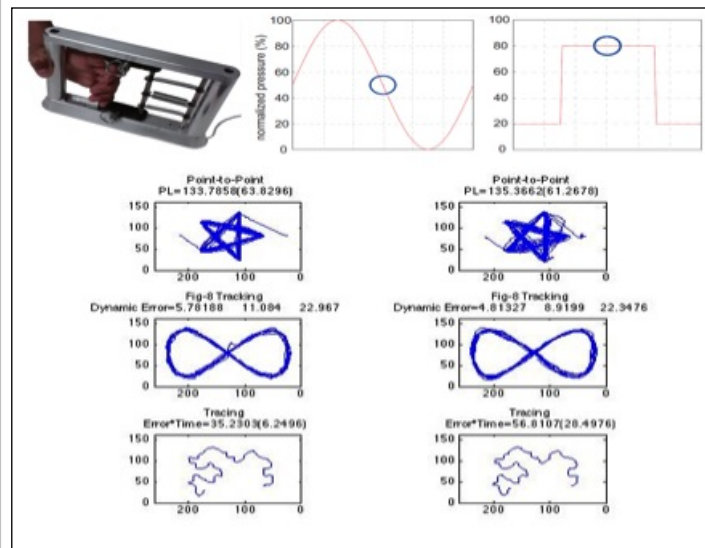 normalized pressure (%)
100
80
60
40
20
0
100
80
60
40
20
0
Point-to-Point
PL=133.7858(63.8296)
150
100
50
0
200 100 0
Point-to-Point
PL=135.3662(61.2678)
150
100
50
0
200 100 0
Fig-8 Tracking
Dynamic Error=5.78188 11.084 22.967
150
100
50
0
200 100 0
Fig-8 Tracking
Dynamic Error=4.81327 8.9199 22.3476
150
100
50
0
200 100 0
Tracing
Error*Time=35.2303(6.2496)
150
100
50
0
200 100 0
Tracing
Error*Time=56.8107(28.4976)
150
100
50
0
200 100 0